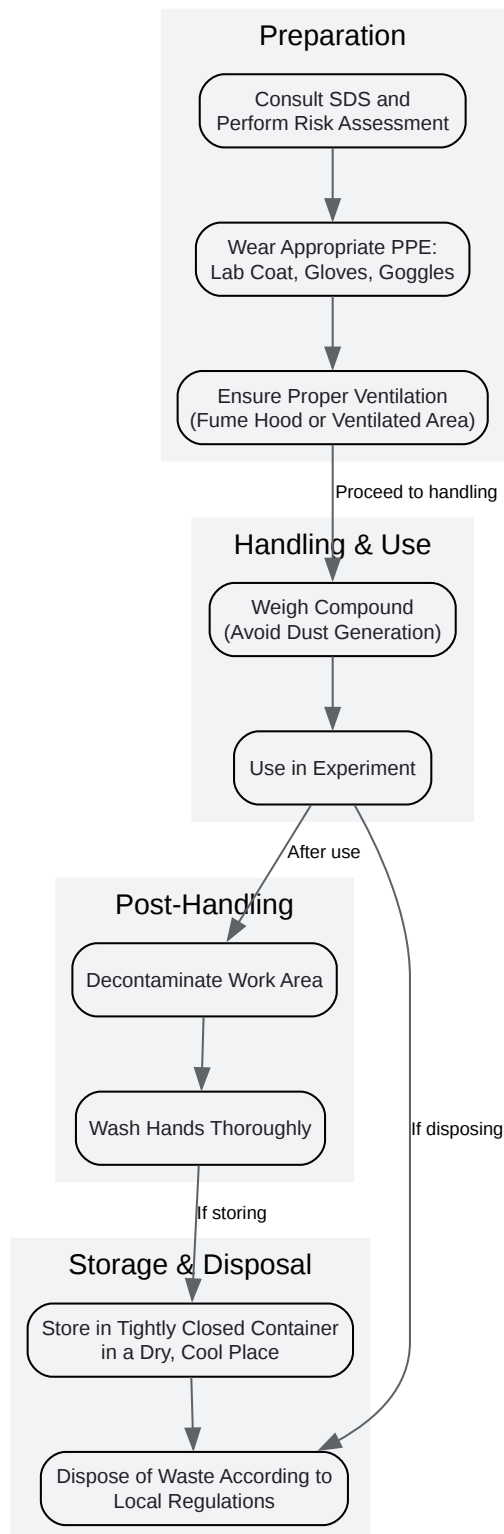 Preparation
Consult SDS and
Perform Risk Assessment
Wear Appropriate PPE:
Lab Coat, Gloves, Goggles
Ensure Proper Ventilation
(Fume Hood or Ventilated Area)
Proceed to handling
Handling & Use
Weigh Compound
(Avoid Dust Generation)
Use in Experiment
After use
Post-Handling
Decontaminate Work Area
Wash Hands Thoroughly
If disposing
If storing
Storage & Disposal
Store in Tightly Closed Container
in a Dry, Cool Place
Dispose of Waste According to
Local Regulations